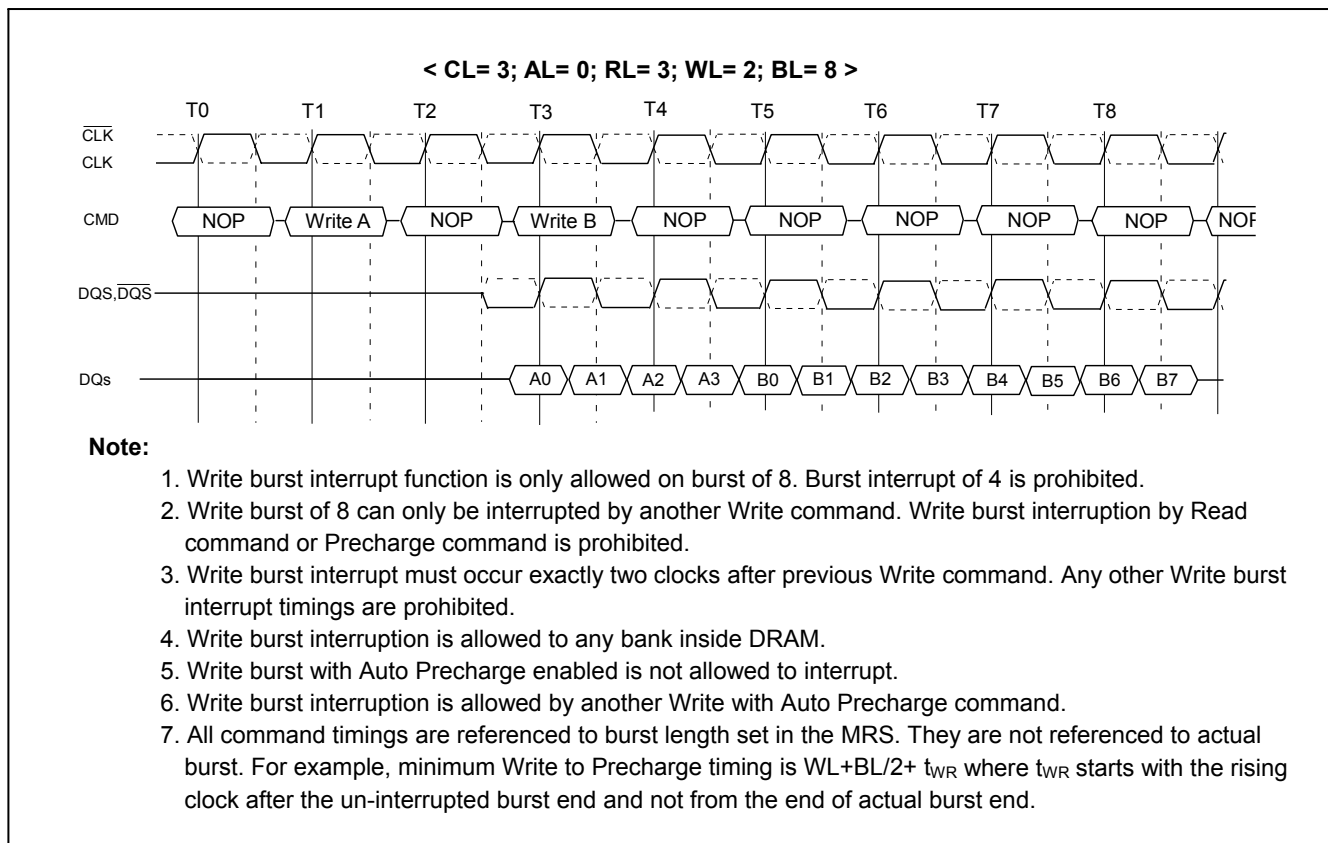 < CL= 3; AL= 0; RL= 3; WL= 2; BL= 8 >
T0 T1 T2 T3 T4 T5 T6 T7 T8
CLK
CLK
CMD NOP Write A NOP Write B NOP NOP NOP NOP NOP NOP
DQS,DQS
DQs A0 A1 A2 A3 B0 B1 B2 B3 B4 B5 B6 B7
Note:
1. Write burst interrupt function is only allowed on burst of 8. Burst interrupt of 4 is prohibited.
2. Write burst of 8 can only be interrupted by another Write command. Write burst interruption by Read
command or Precharge command is prohibited.
3. Write burst interrupt must occur exactly two clocks after previous Write command. Any other Write burst
interrupt timings are prohibited.
4. Write burst interruption is allowed to any bank inside DRAM.
5. Write burst with Auto Precharge enabled is not allowed to interrupt.
6. Write burst interruption is allowed by another Write with Auto Precharge command.
7. All command timings are referenced to burst length set in the MRS. They are not referenced to actual
burst. For example, minimum Write to Precharge timing is WL+BL/2+ tWR where tWR starts with the rising
clock after the un-interrupted burst end and not from the end of actual burst end.